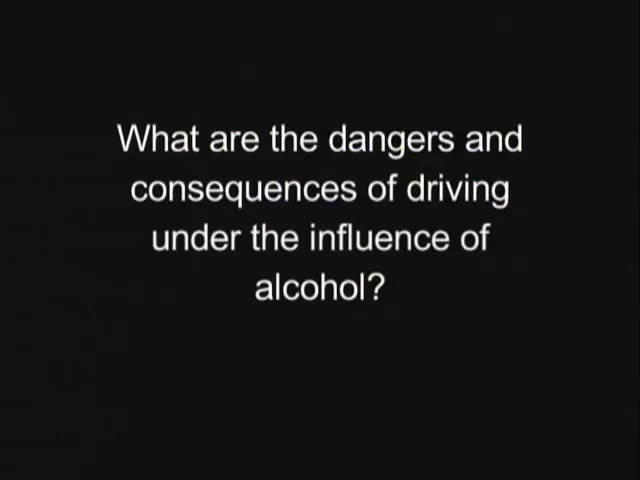 What are the dangers and
consequences of driving
under the influence of
alcohol?